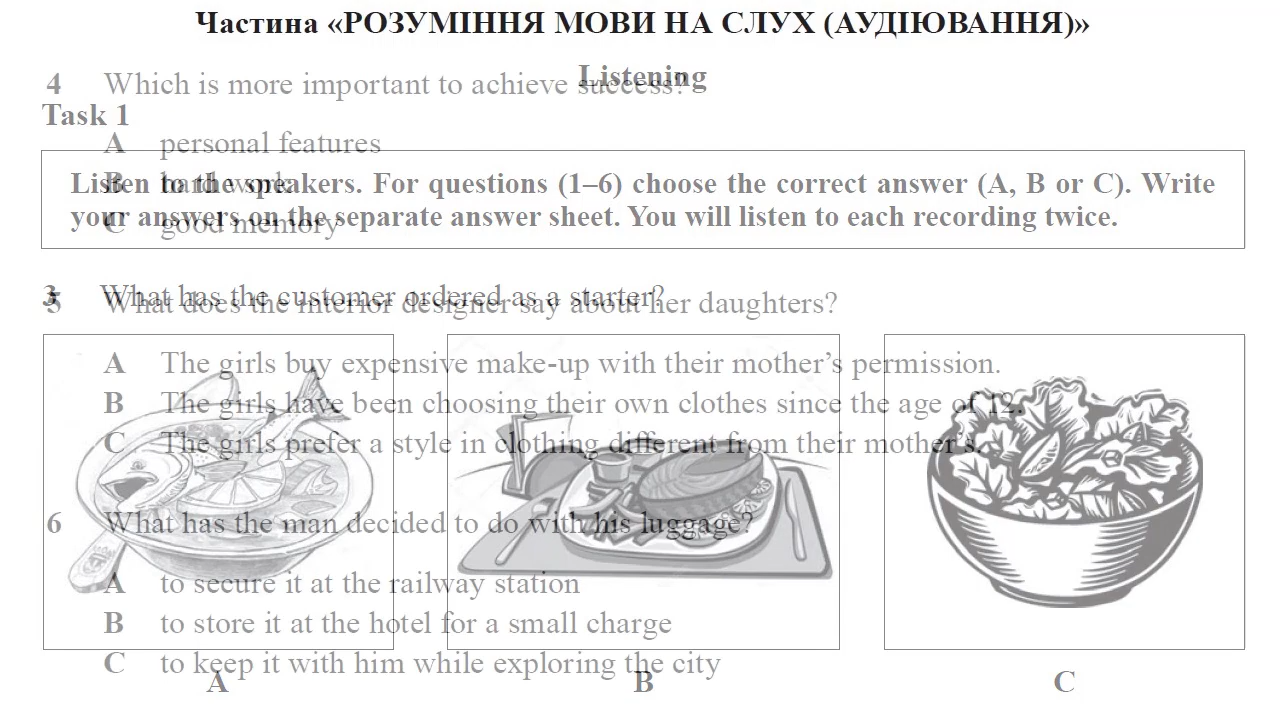 Частина «РОЗУМІННЯ МОВИ НА СЛУХ (АУДІЮВАННЯ)»
Listening
4 Which is more important to achieve success?
Task 1
A personal features
Listen to the speakers. For questions (1–6) choose the correct answer (A, B or C). Write
B hard work
your answers on the separate answer sheet. You will listen to each recording twice.
C good memory
3 What has the customer ordered as a starter?
5 What does the interior designer say about her daughters?
A The girls buy expensive make-up with their mother’s permission.
B The girls have been choosing their own clothes since the age of 12.
C The girls prefer a style in clothing different from their mother’s.
6 What has the man decided to do with his luggage?
A to secure it at the railway station
B to store it at the hotel for a small charge
C to keep it with him while exploring the city
A B C